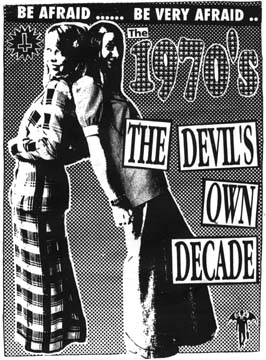 BE AFRAID ...... BE VERY AFRAID ..
The
1970's
THE DEVIL'S
OWN
DECADE